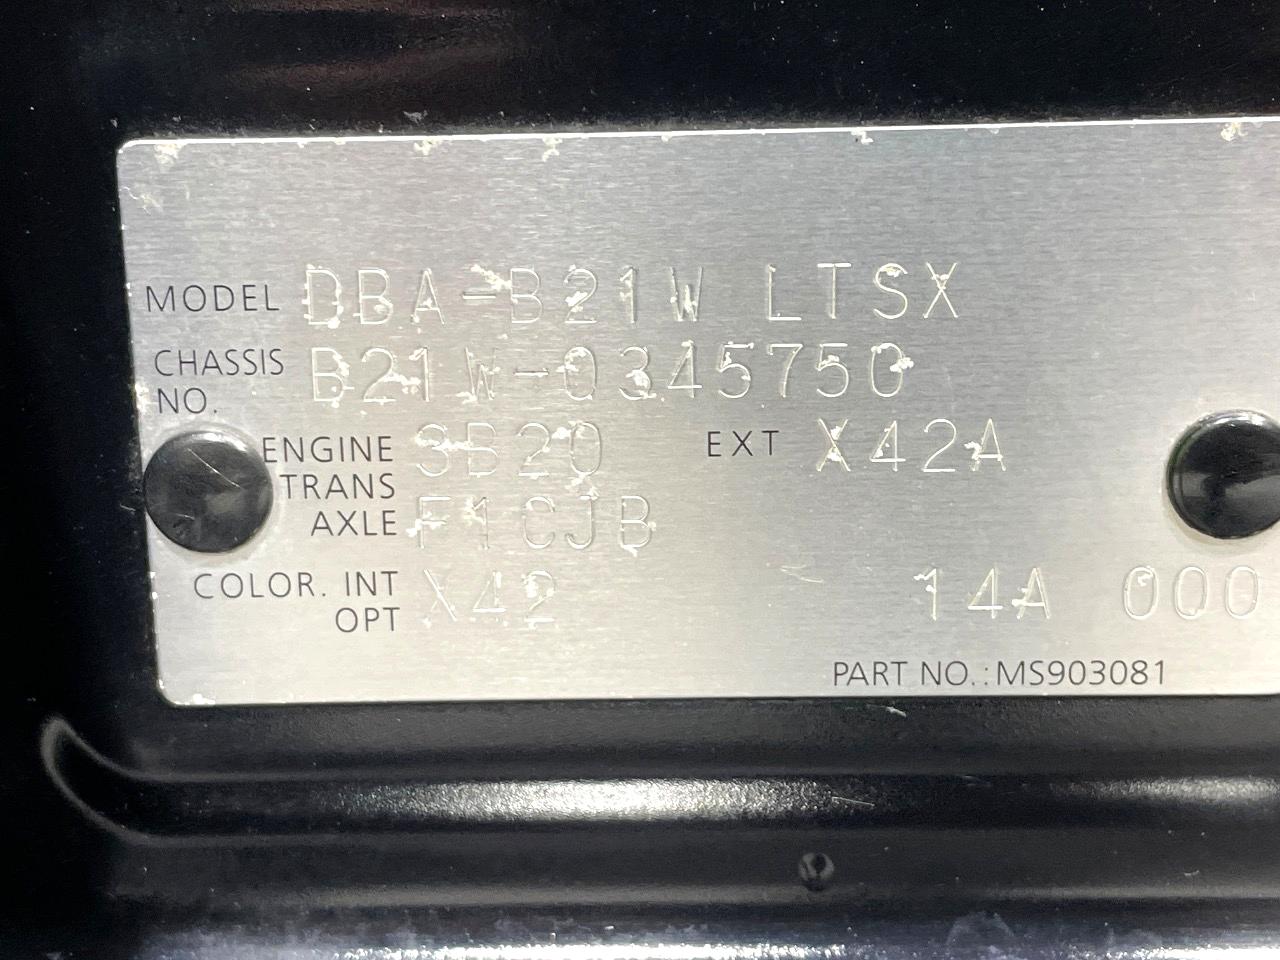 MODEL DBA-B21W LTSX
CHASSIS NO. B21W-0345750
ENGINE 3B20 EXT X42A
TRANS
AXLE F1CJB
COLOR. INT X42 14A 000
OPT
PART NO.: MS903081